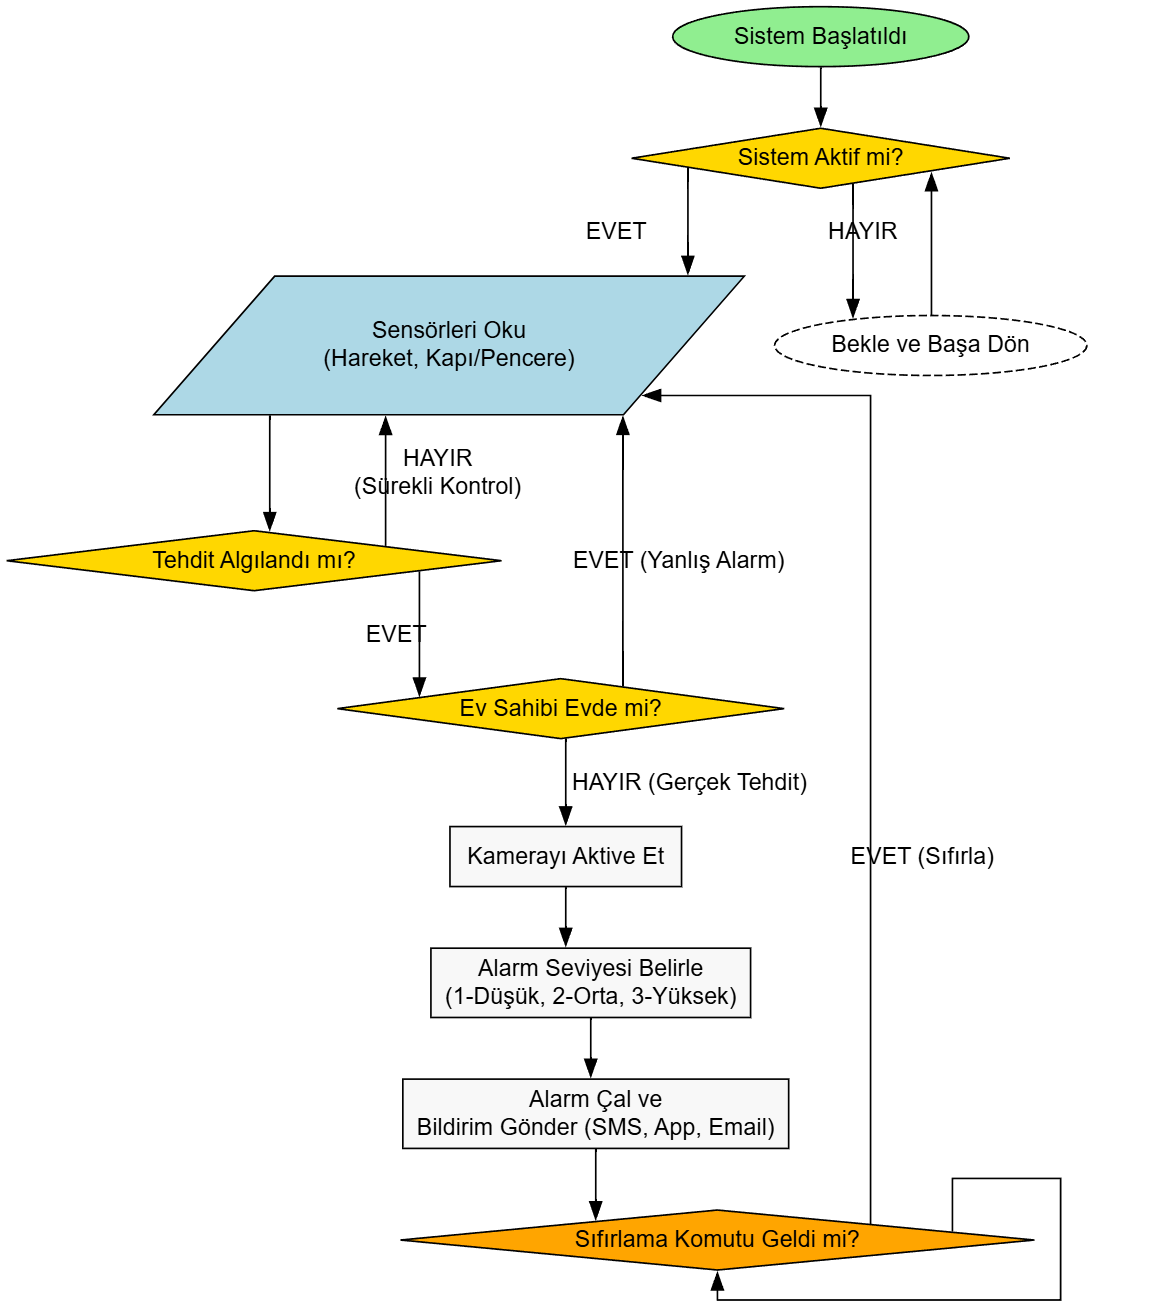 Sistem Başlatıldı
Sistem Aktif mi?
EVET
HAYIR
Sensörleri Oku
(Hareket, Kapı/Pencere)
Bekle ve Başa Dön
HAYIR
(Sürekli Kontrol)
Tehdit Algılandı mı?
EVET (Yanlış Alarm)
EVET
Ev Sahibi Evde mi?
HAYIR (Gerçek Tehdit)
Kamerayı Aktive Et
EVET (Sıfırla)
Alarm Seviyesi Belirle
(1-Düşük, 2-Orta, 3-Yüksek)
Alarm Çal ve
Bildirim Gönder (SMS, App, Email)
Sıfırlama Komutu Geldi mi?